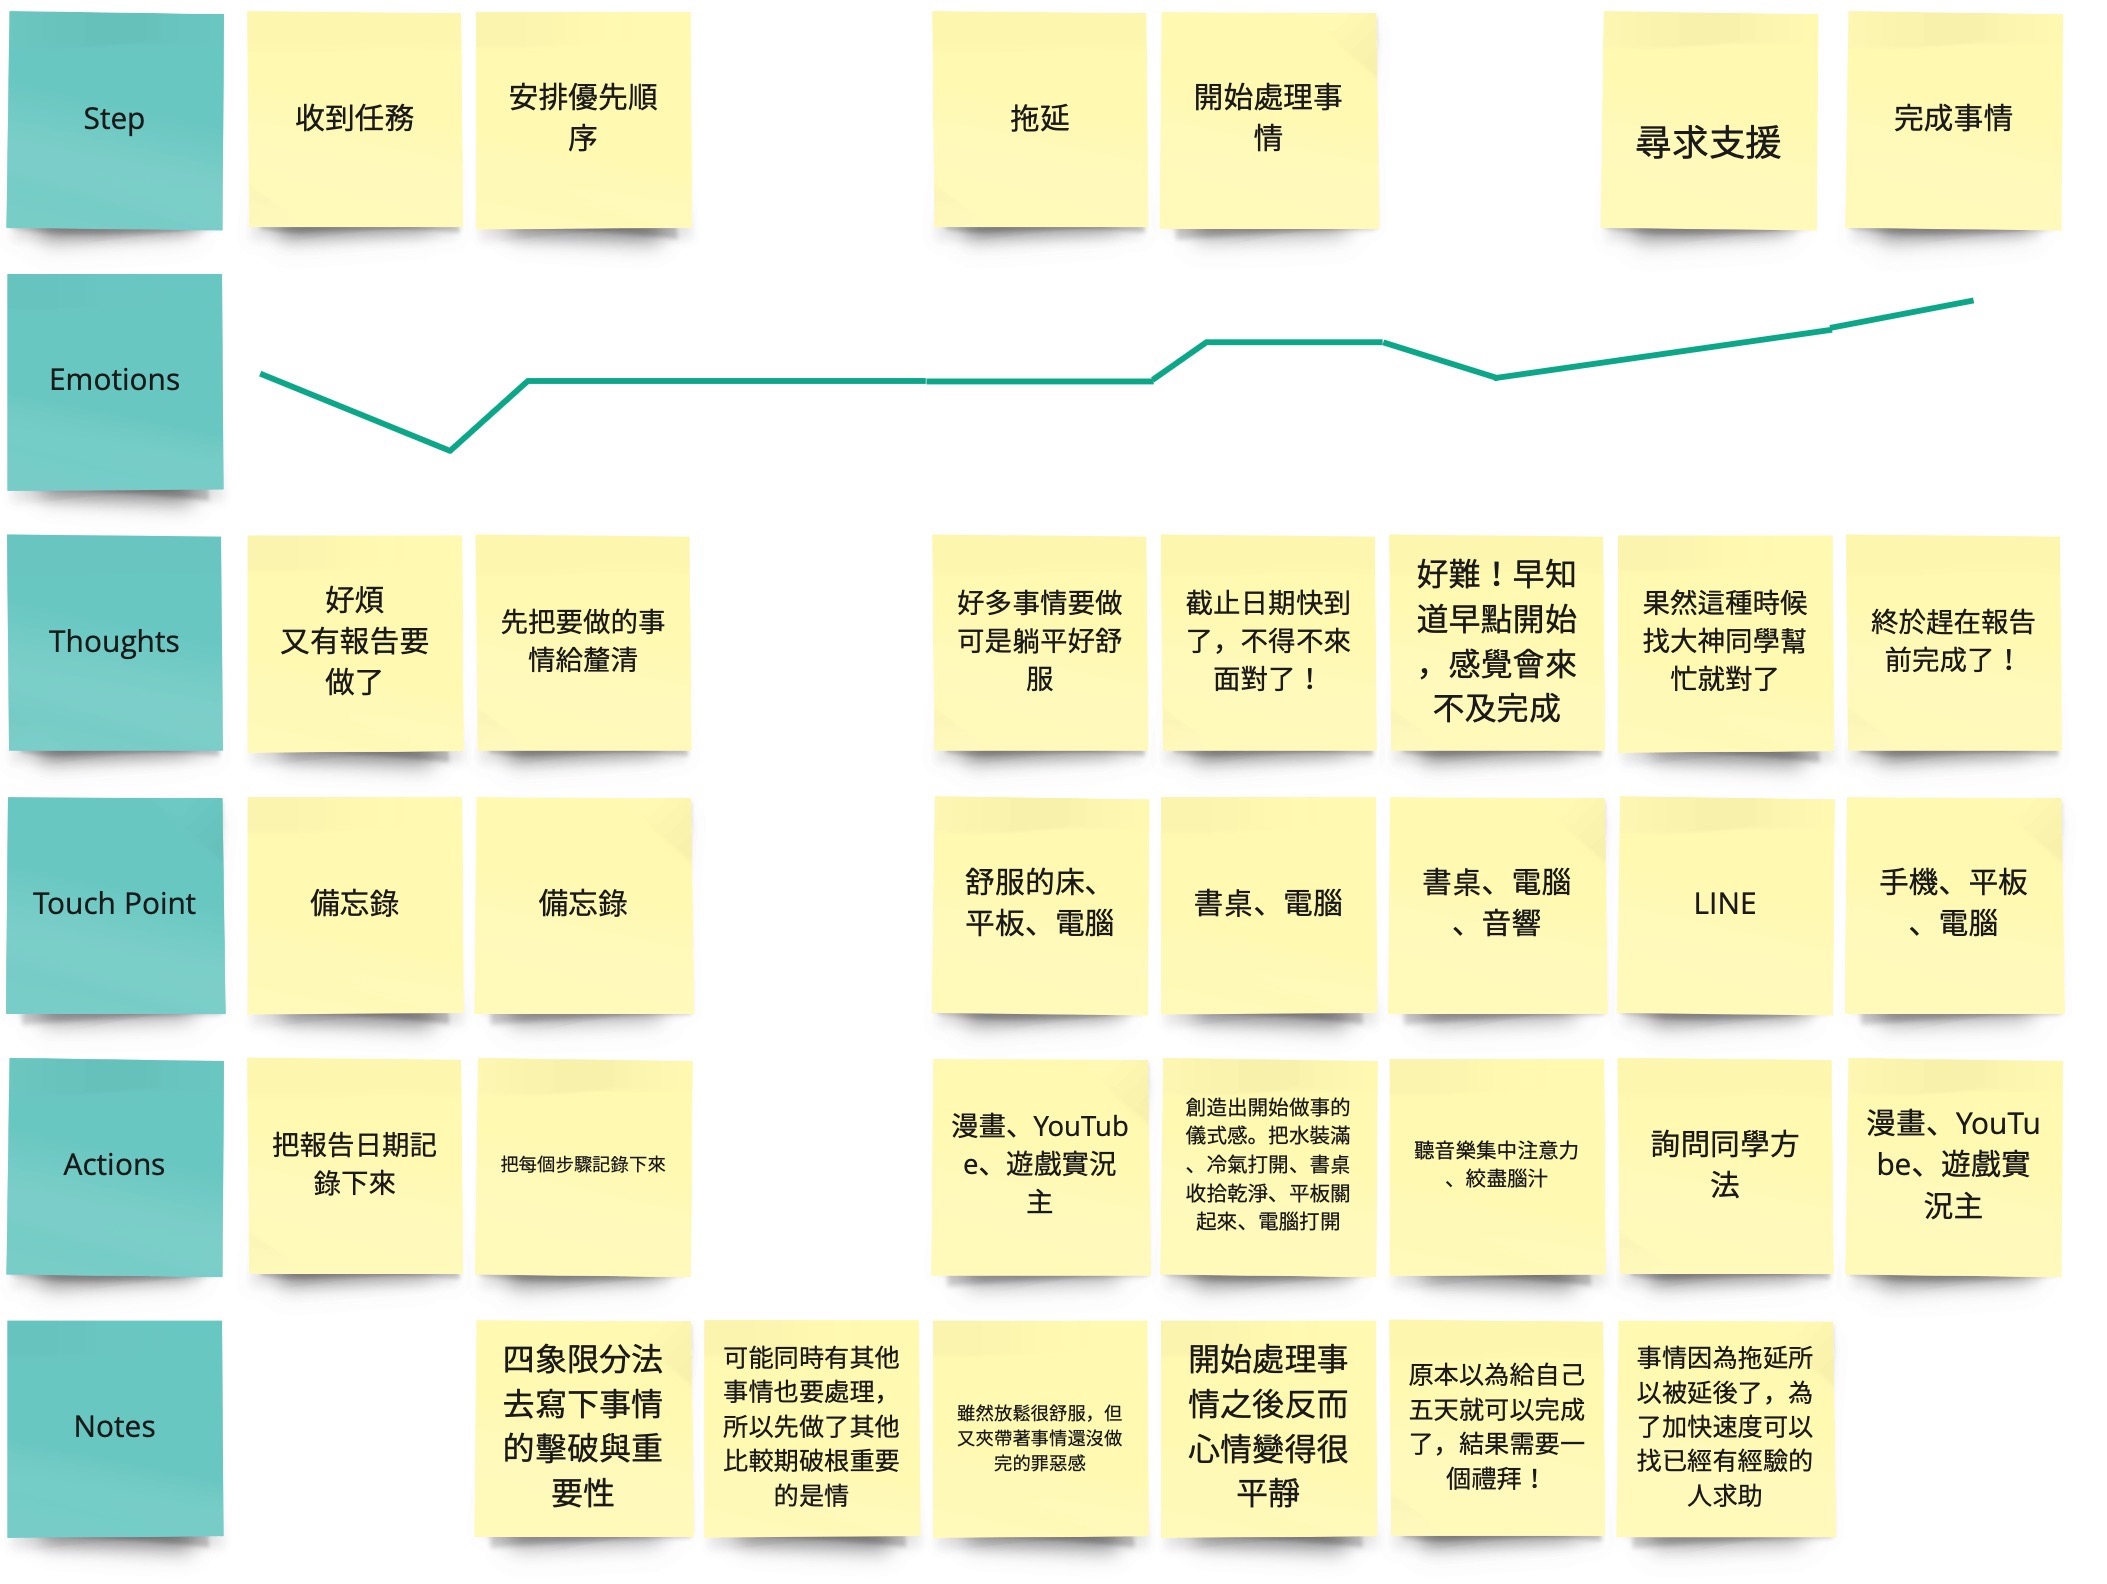 Step
收到任務
安排優先順
序
拖延
開始處理事
情
尋求支援
完成事情
Emotions
Thoughts
好煩
又有報告要
做了
先把要做的事
情給釐清
好多事情要做
可是躺平好舒
服
截止日期快到
了，不得不來
面對了！
好難！早知
道早點開始
，感覺會來
不及完成
果然這種時候
找大神同學幫
忙就對了
終於趕在報告
前完成了！
Touch Point
備忘錄
備忘錄
舒服的床、
平板、電腦
書桌、電腦
書桌、電腦
、音響
LINE
手機、平板
、電腦
Actions
把報告日期記
錄下來
把每個步驟記錄下來
漫畫、YouTub
e、遊戲實況
主
創造出開始做事的
儀式感。把水裝滿
、冷氣打開、書桌
收拾乾淨、平板關
起來、電腦打開
聽音樂集中注意力
、絞盡腦汁
詢問同學方
法
漫畫、YouTu
be、遊戲實
況主
Notes
四象限分法
去寫下事情
的擊破與重
要性
可能同時有其他
事情也要處理，
所以先做了其他
比較期破根重要
的是情
雖然放鬆很舒服，但
又夾帶著事情還沒做
完的罪惡感
開始處理事
情之後反而
心情變得很
平靜
原本以為給自己
五天就可以完成
了，結果需要一
個禮拜！
事情因為拖延所
以被延後了，為
了加快速度可以
找已經有經驗的
人求助